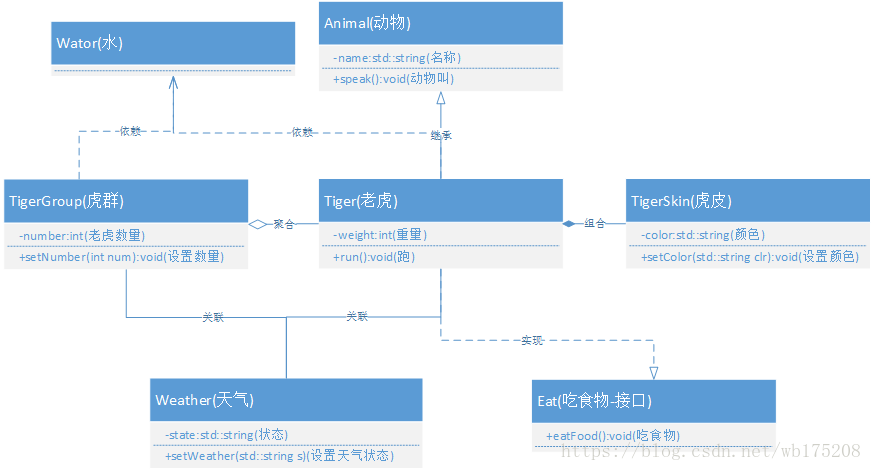 Animal(动物)
-name:std::string(名称)
+speak():void(动物叫)
Wator(水)
依赖
依赖
继承
TigerGroup(虎群)
-number:int(老虎数量)
+setNumber(int num):void(设置数量)
聚合
Tiger(老虎)
-weight:int(重量)
+run():void(跑)
组合
TigerSkin(虎皮)
-color:std::string(颜色)
+setColor(std::string clr):void(设置颜色)
关联
关联
实现
Weather(天气)
-state:std::string(状态)
+setWeather(std::string s)(设置天气状态)
Eat(吃食物-接口)
+eatFood():void(吃食物)
https://blog.csdn.net/wb175208